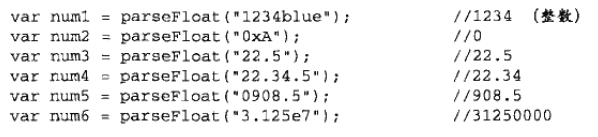 var num1 = parseFloat("1234blue"); //1234 (整数)
var num2 = parseFloat("0xA"); //0
var num3 = parseFloat("22.5"); //22.5
var num4 = parseFloat("22.34.5"); //22.34
var num5 = parseFloat("0908.5"); //908.5
var num6 = parseFloat("3.125e7"); //31250000